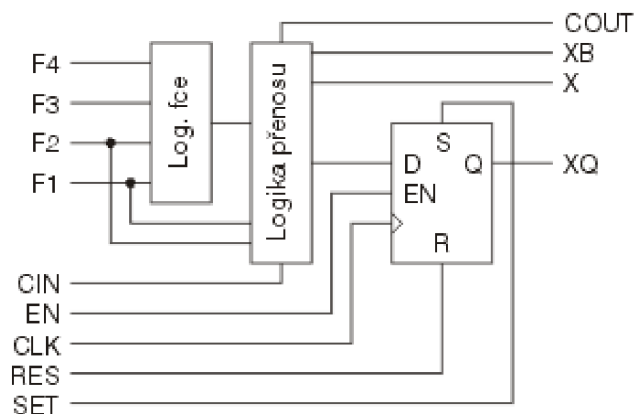 COUT
XB
X
F4
F3
F2
F1
Log. fce
Logika přenosu
S
D
Q
EN
R
XQ
CIN
EN
CLK
RES
SET